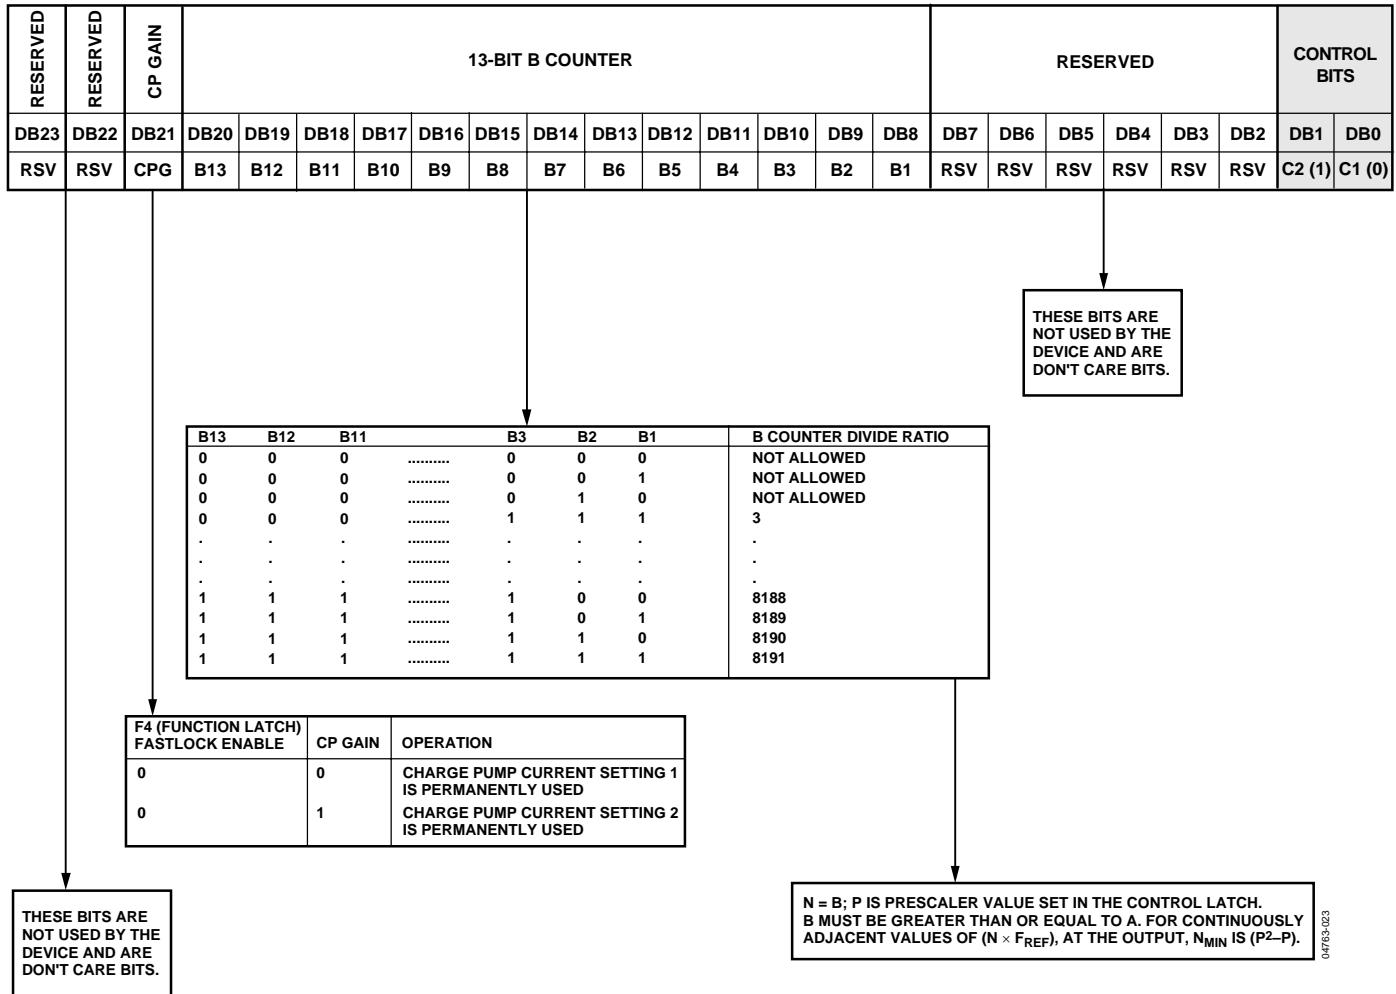 RESERVED RESERVED CP GAIN 13-BIT B COUNTER RESERVED CONTROL
BITS
DB23 DB22 DB21 DB20 DB19 DB18 DB17 DB16 DB15 DB14 DB13 DB12 DB11 DB10 DB9 DB8 DB7 DB6 DB5 DB4 DB3 DB2 DB1 DB0
RSV RSV CPG B13 B12 B11 B10 B9 B8 B7 B6 B5 B4 B3 B2 B1 RSV RSV RSV RSV RSV RSV C2 (1) C1 (0)
THESE BITS ARE
NOT USED BY THE
DEVICE AND ARE
DON'T CARE BITS.
B13 B12 B11 B3 B2 B1 B COUNTER DIVIDE RATIO
0 0 0 .......... 0 0 0 NOT ALLOWED
0 0 0 .......... 0 0 1 NOT ALLOWED
0 0 0 .......... 0 1 0 NOT ALLOWED
0 0 0 .......... 1 1 1 3
. . . .......... . . . .
. . . .......... . . . .
. . . .......... . . . .
1 1 1 .......... 1 0 0 8188
1 1 1 .......... 1 0 1 8189
1 1 1 .......... 1 1 0 8190
1 1 1 .......... 1 1 1 8191
F4 (FUNCTION LATCH)
FASTLOCK ENABLE CP GAIN OPERATION
0 0 CHARGE PUMP CURRENT SETTING 1
IS PERMANENTLY USED
0 1 CHARGE PUMP CURRENT SETTING 2
IS PERMANENTLY USED
THESE BITS ARE
NOT USED BY THE
DEVICE AND ARE
DON'T CARE BITS.
N = B; P IS PRESCALER VALUE SET IN THE CONTROL LATCH.
B MUST BE GREATER THAN OR EQUAL TO A. FOR CONTINUOUSLY
ADJACENT VALUES OF (N × FREF), AT THE OUTPUT, NMIN IS (P²–P).
04763-023